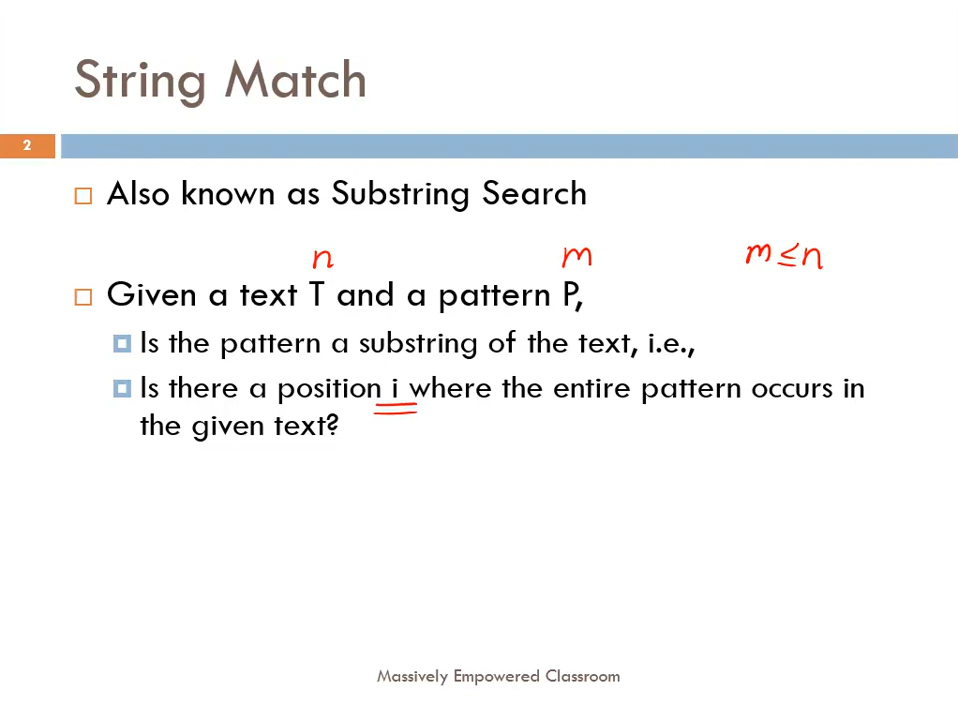 String Match
2
Also known as Substring Search
n m m ≤ n
Given a text T and a pattern P,
Is the pattern a substring of the text, i.e.,
Is there a position i where the entire pattern occurs in
the given text?
Massively Empowered Classroom